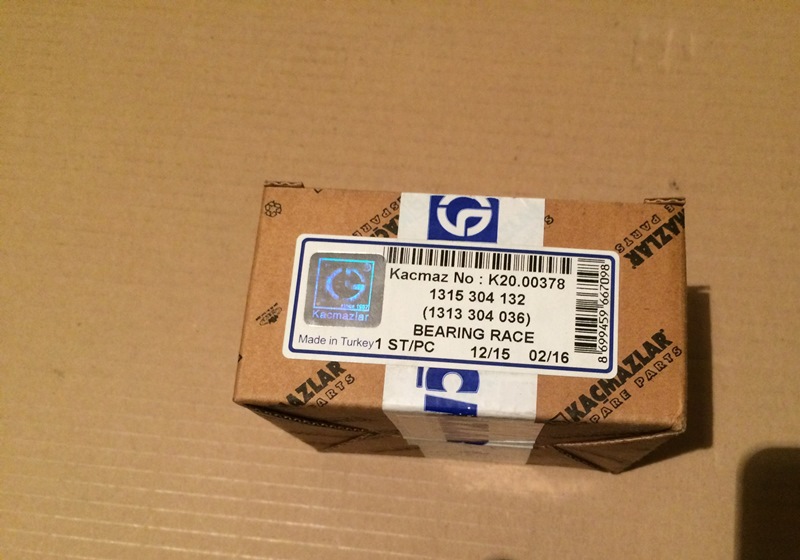 Kacmaz No : K20.00378
1315 304 132
(1313 304 036)
BEARING RACE
1 ST/PC 12/15 02/16
Kacmazlar
Made in Turkey
8 699459 667098
KACMAZLAR
SPARE PARTS
KACMAZLAR
SPARE PARTS